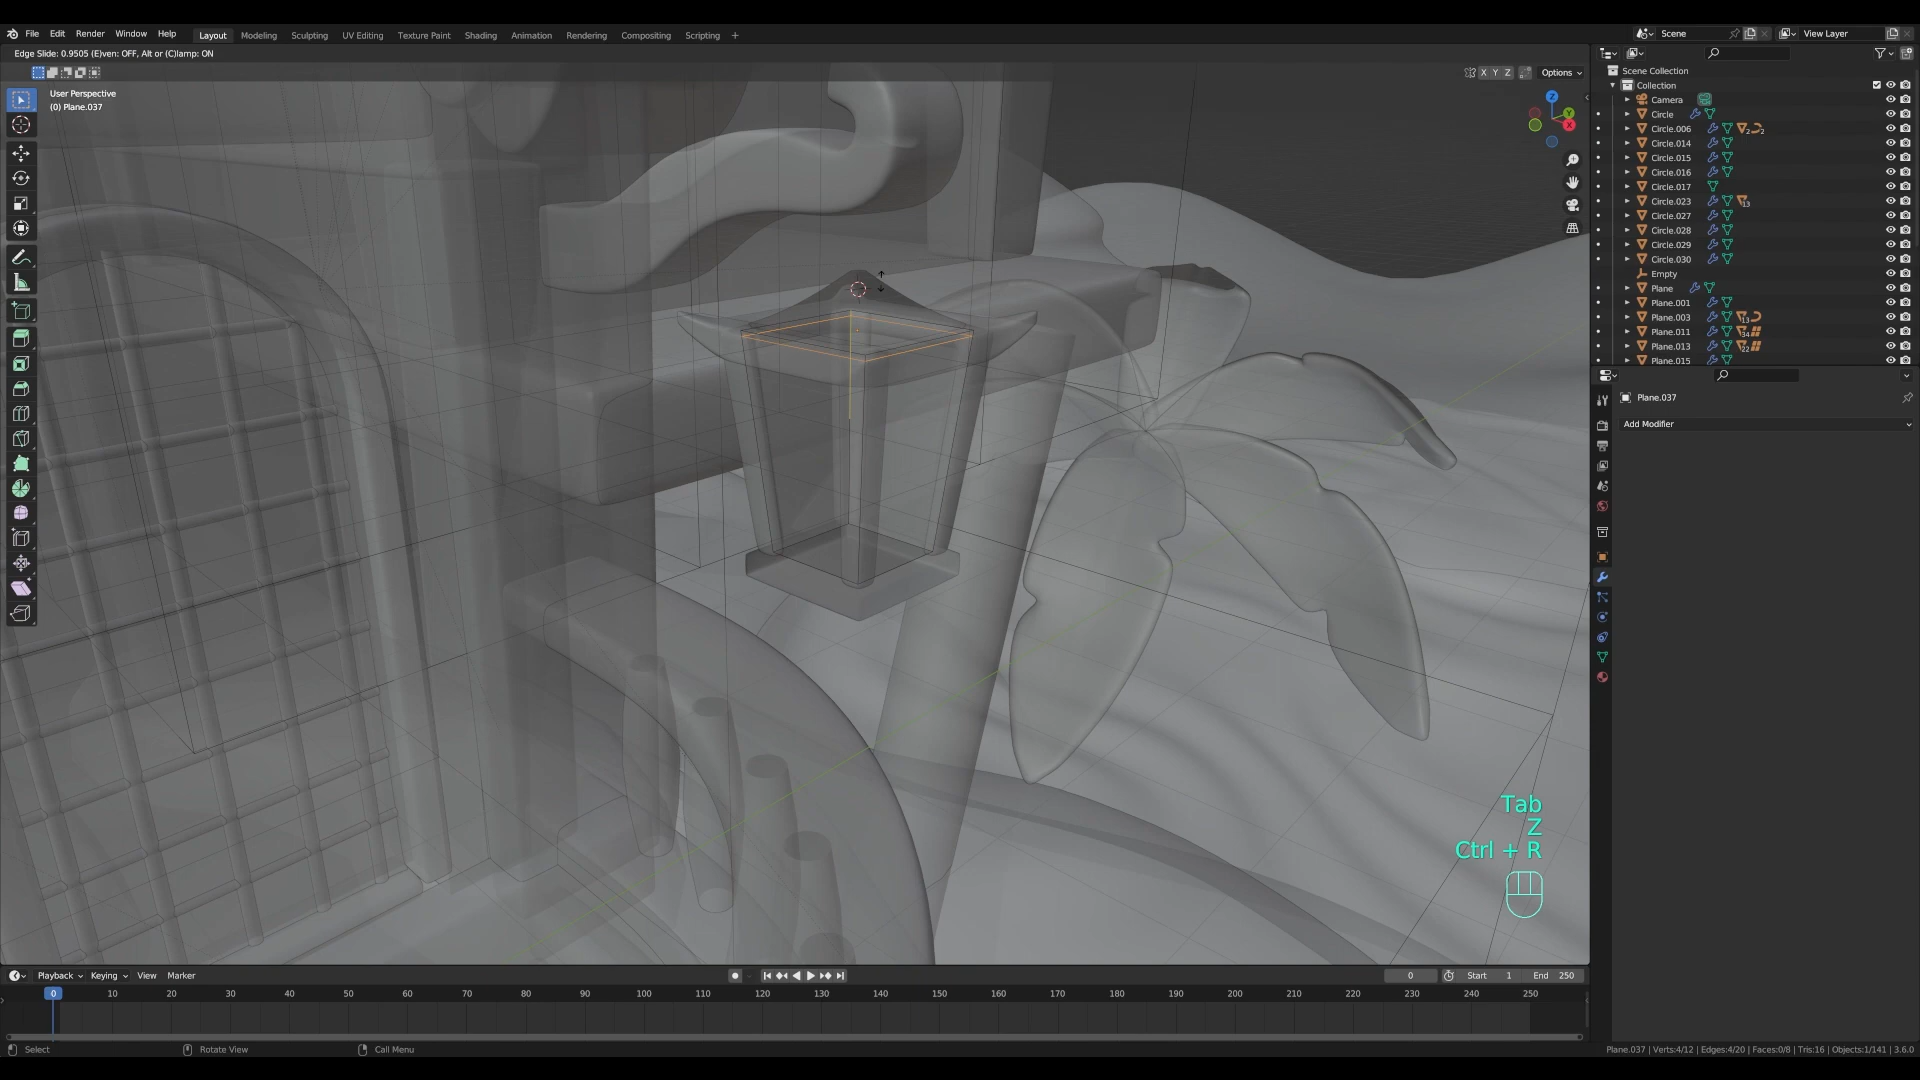 File Edit Render Window Help Layout Modeling Sculpting UV Editing Texture Paint Shading Animation Rendering Compositing Scripting + Scene View Layer
Edge Slide: 0.9505 (E)ven: OFF, Alt or (C)lamp: ON
X Y Z Options
User Perspective
(0) Plane.037
Z
Y
X
Scene Collection
Collection
Camera
Circle
Circle.006 2 2
Circle.014
Circle.015
Circle.016
Circle.017
Circle.023 13
Circle.027
Circle.028
Circle.029
Circle.030
Empty
Plane
Plane.001
Plane.003 13
Plane.011 34
Plane.013 22
Plane.015
Plane.037
Add Modifier
Tab
Z
Ctrl + R
Playback Keying View Marker 0 Start 1 End 250
0 10 20 30 40 50 60 70 80 90 100 110 120 130 140 150 160 170 180 190 200 210 220 230 240 250
Select Rotate View Call Menu Plane.037 | Verts:4/12 | Edges:4/20 | Faces:0/8 | Tris:16 | Objects:1/141 | 3.6.0